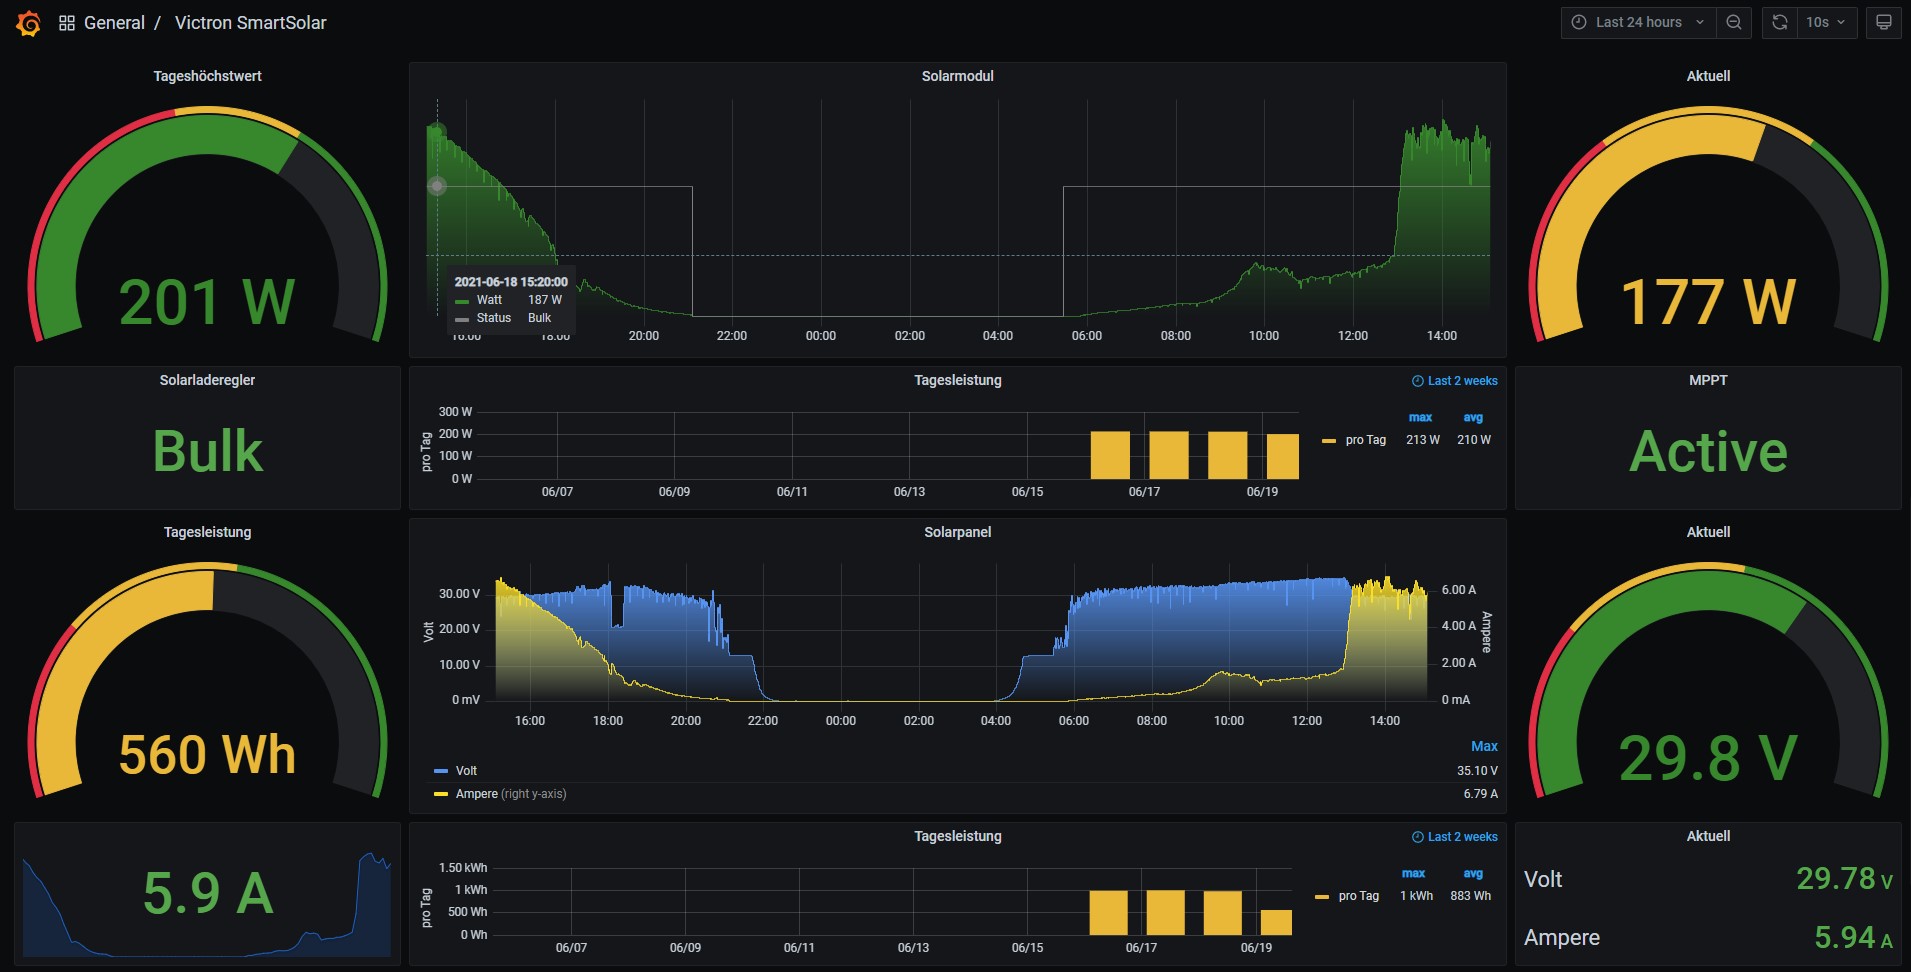 General / Victron SmartSolar
Last 24 hours
10s
Tageshöchstwert
201 W
Solarmodul
2021-06-18 15:20:00
Watt 187 W
Status Bulk
16:00 18:00 20:00 22:00 00:00 02:00 04:00 06:00 08:00 10:00 12:00 14:00
Aktuell
177 W
Solarladeregler
Bulk
Tagesleistung
Last 2 weeks
pro Tag
300 W
200 W
100 W
0 W
06/07 06/09 06/11 06/13 06/15 06/17 06/19
max avg
pro Tag 213 W 210 W
MPPT
Active
Tagesleistung
560 Wh
Solarpanel
Volt
30.00 V
20.00 V
10.00 V
0 mV
6.00 A
4.00 A
2.00 A
0 mA
Ampere
16:00 18:00 20:00 22:00 00:00 02:00 04:00 06:00 08:00 10:00 12:00 14:00
Max
Volt 35.10 V
Ampere (right y-axis) 6.79 A
Aktuell
29.8 V
5.9 A
Tagesleistung
Last 2 weeks
pro Tag
1.50 kWh
1 kWh
500 Wh
0 Wh
06/07 06/09 06/11 06/13 06/15 06/17 06/19
max avg
pro Tag 1 kWh 883 Wh
Aktuell
Volt 29.78 V
Ampere 5.94 A